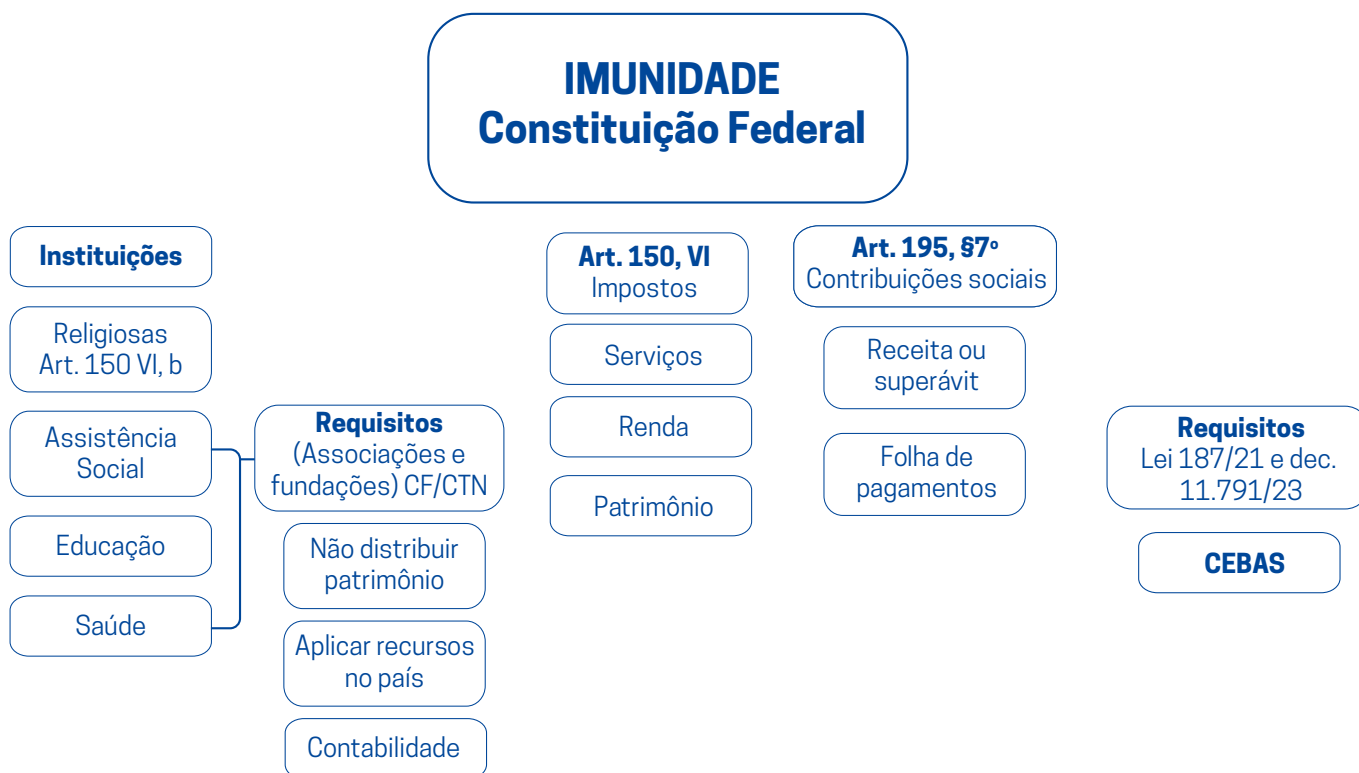 IMUNIDADE
Constituição Federal
Instituições
Religiosas
Art. 150 VI, b
Assistência
Social
Educação
Saúde
Requisitos
(Associações e
fundações) CF/CTN
Não distribuir
patrimônio
Aplicar recursos
no país
Contabilidade
Art. 150, VI
Impostos
Serviços
Renda
Patrimônio
Art. 195, §7º
Contribuições sociais
Receita ou
superávit
Folha de
pagamentos
Requisitos
Lei 187/21 e dec.
11.791/23
CEBAS